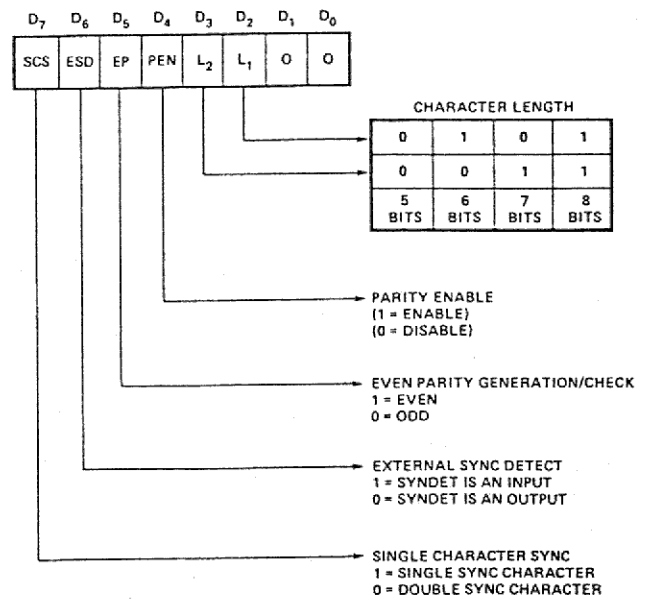 D7 D6 D5 D4 D3 D2 D1 D0
SCS ESD EP PEN L2 L1 0 0
CHARACTER LENGTH
0 1 0 1
0 0 1 1
5 6 7 8
BITS BITS BITS BITS
PARITY ENABLE
(1 = ENABLE)
(0 = DISABLE)
EVEN PARITY GENERATION/CHECK
1 = EVEN
0 = ODD
EXTERNAL SYNC DETECT
1 = SYNDET IS AN INPUT
0 = SYNDET IS AN OUTPUT
SINGLE CHARACTER SYNC
1 = SINGLE SYNC CHARACTER
0 = DOUBLE SYNC CHARACTER